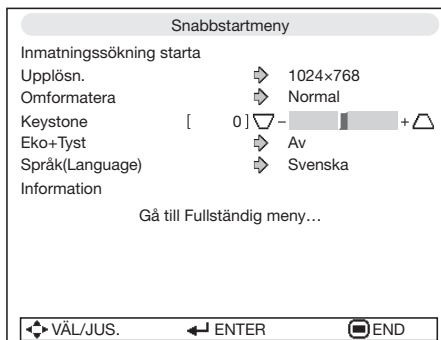 Snabbstartmeny
Inmatningssökning starta
Upplösn. 1024×768
Omformatera Normal
Keystone [ 0 ] – +
Eko+Tyst Av
Språk(Language) Svenska
Information
Gå till Fullständig meny…
VÄL/JUS. ENTER END